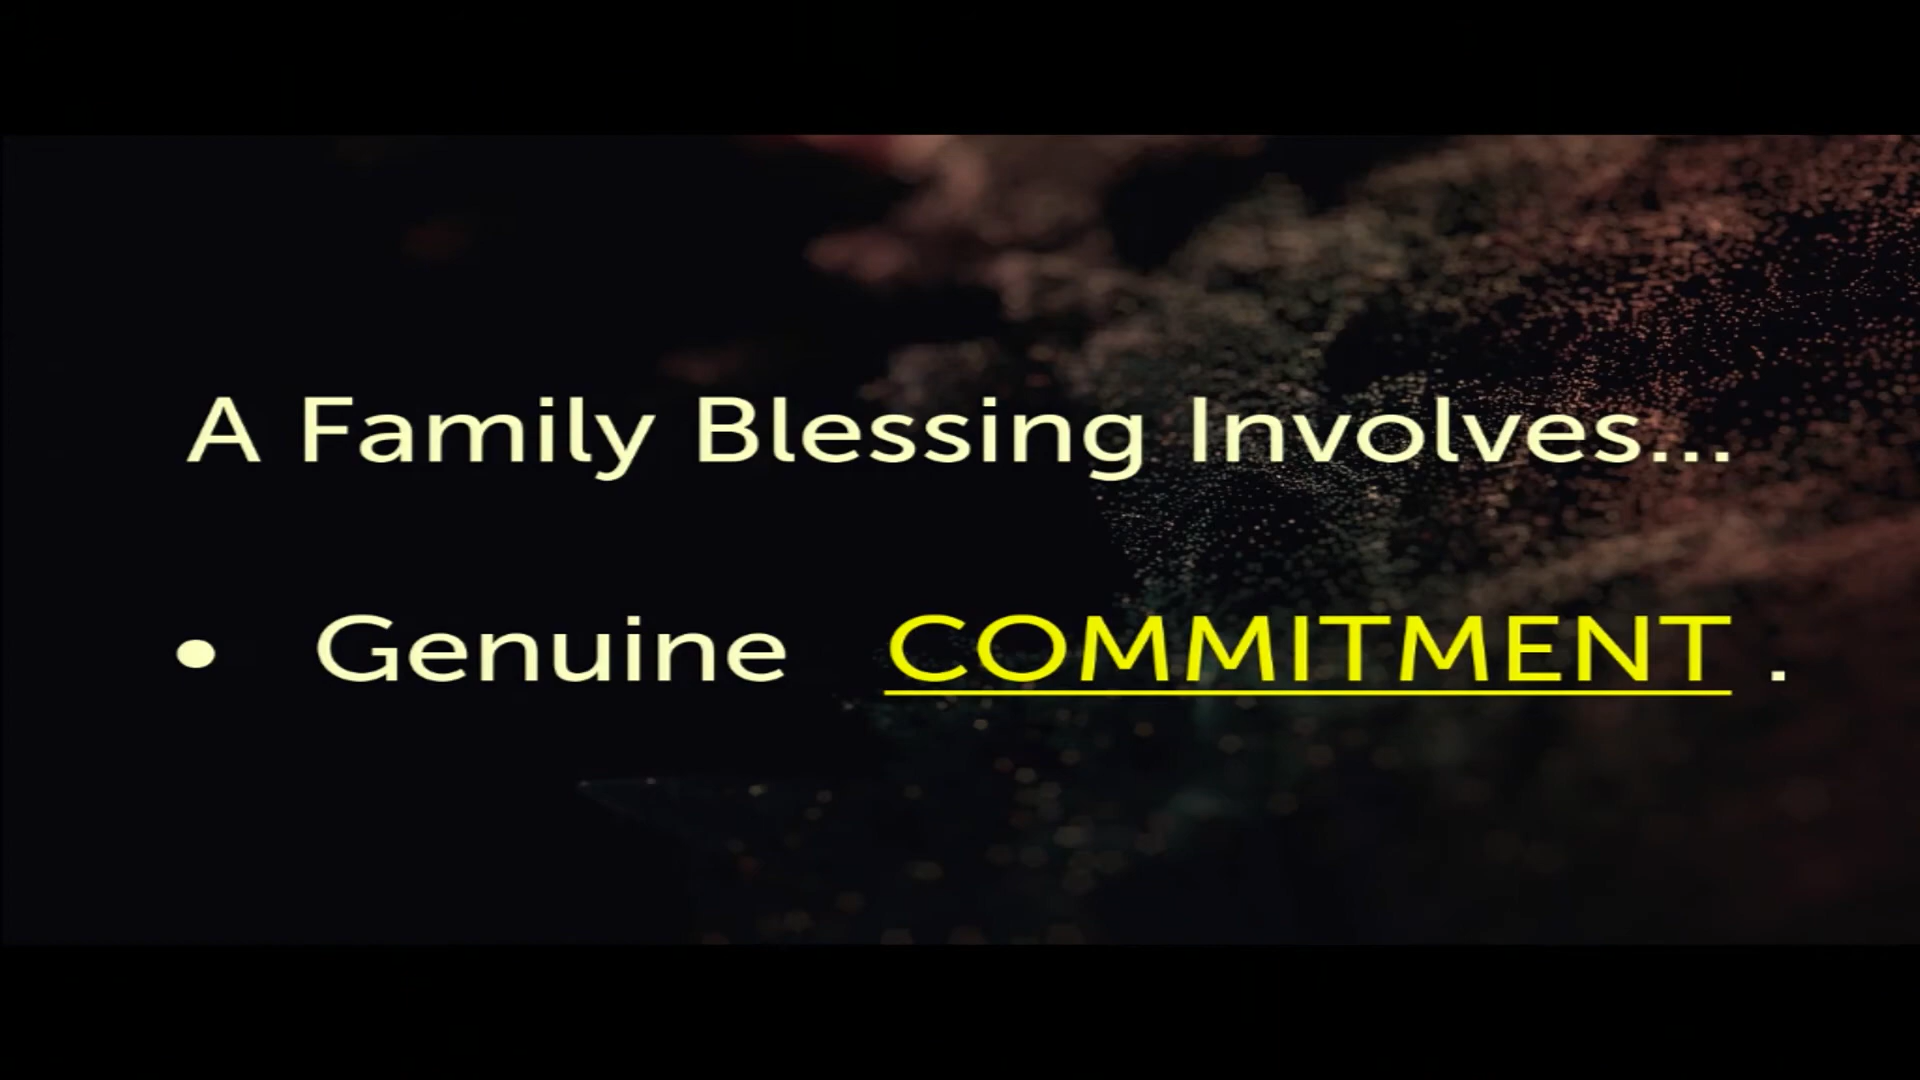 A Family Blessing Involves...
• Genuine COMMITMENT .